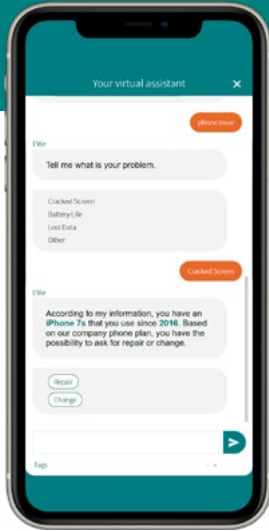 Your virtual assistant
phone issue
Tell me what is your problem.
Cracked Screen
Battery Life
Lost Data
Other
Cracked Screen
According to my information, you have an
iPhone 7s that you use since 2016. Based
on our company phone plan, you have the
possibility to ask for repair or change.
Repair
Change
Tags